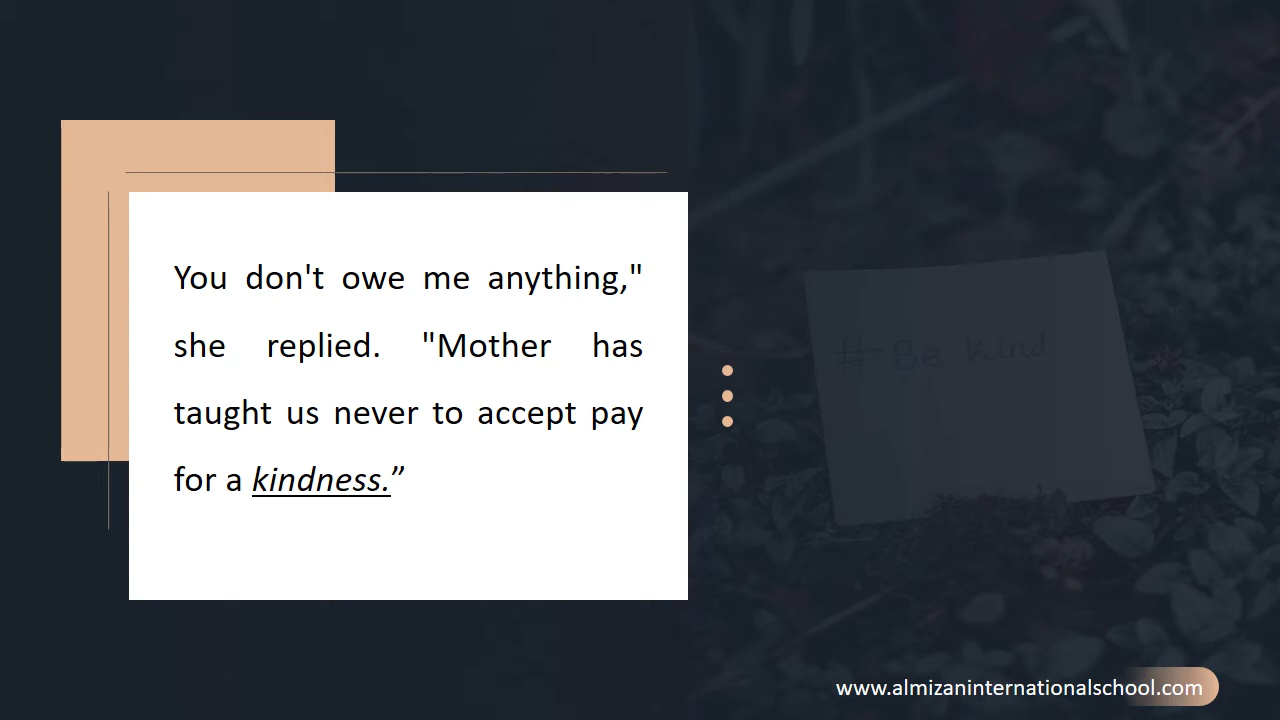 You don't owe me anything,"
she replied. "Mother has
taught us never to accept pay
for a kindness.”
# Be Kind
www.almizaninternationalschool.com